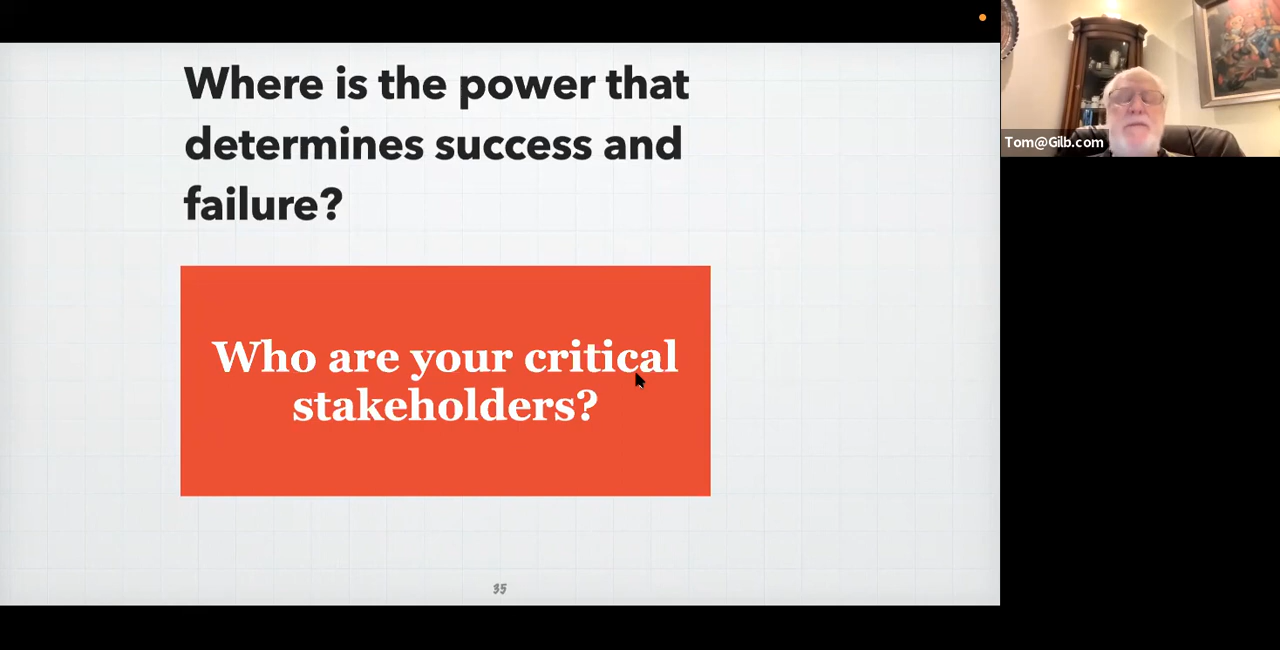 Where is the power that
determines success and
failure?
Who are your critical
stakeholders?
35
Tom@Gilb.com